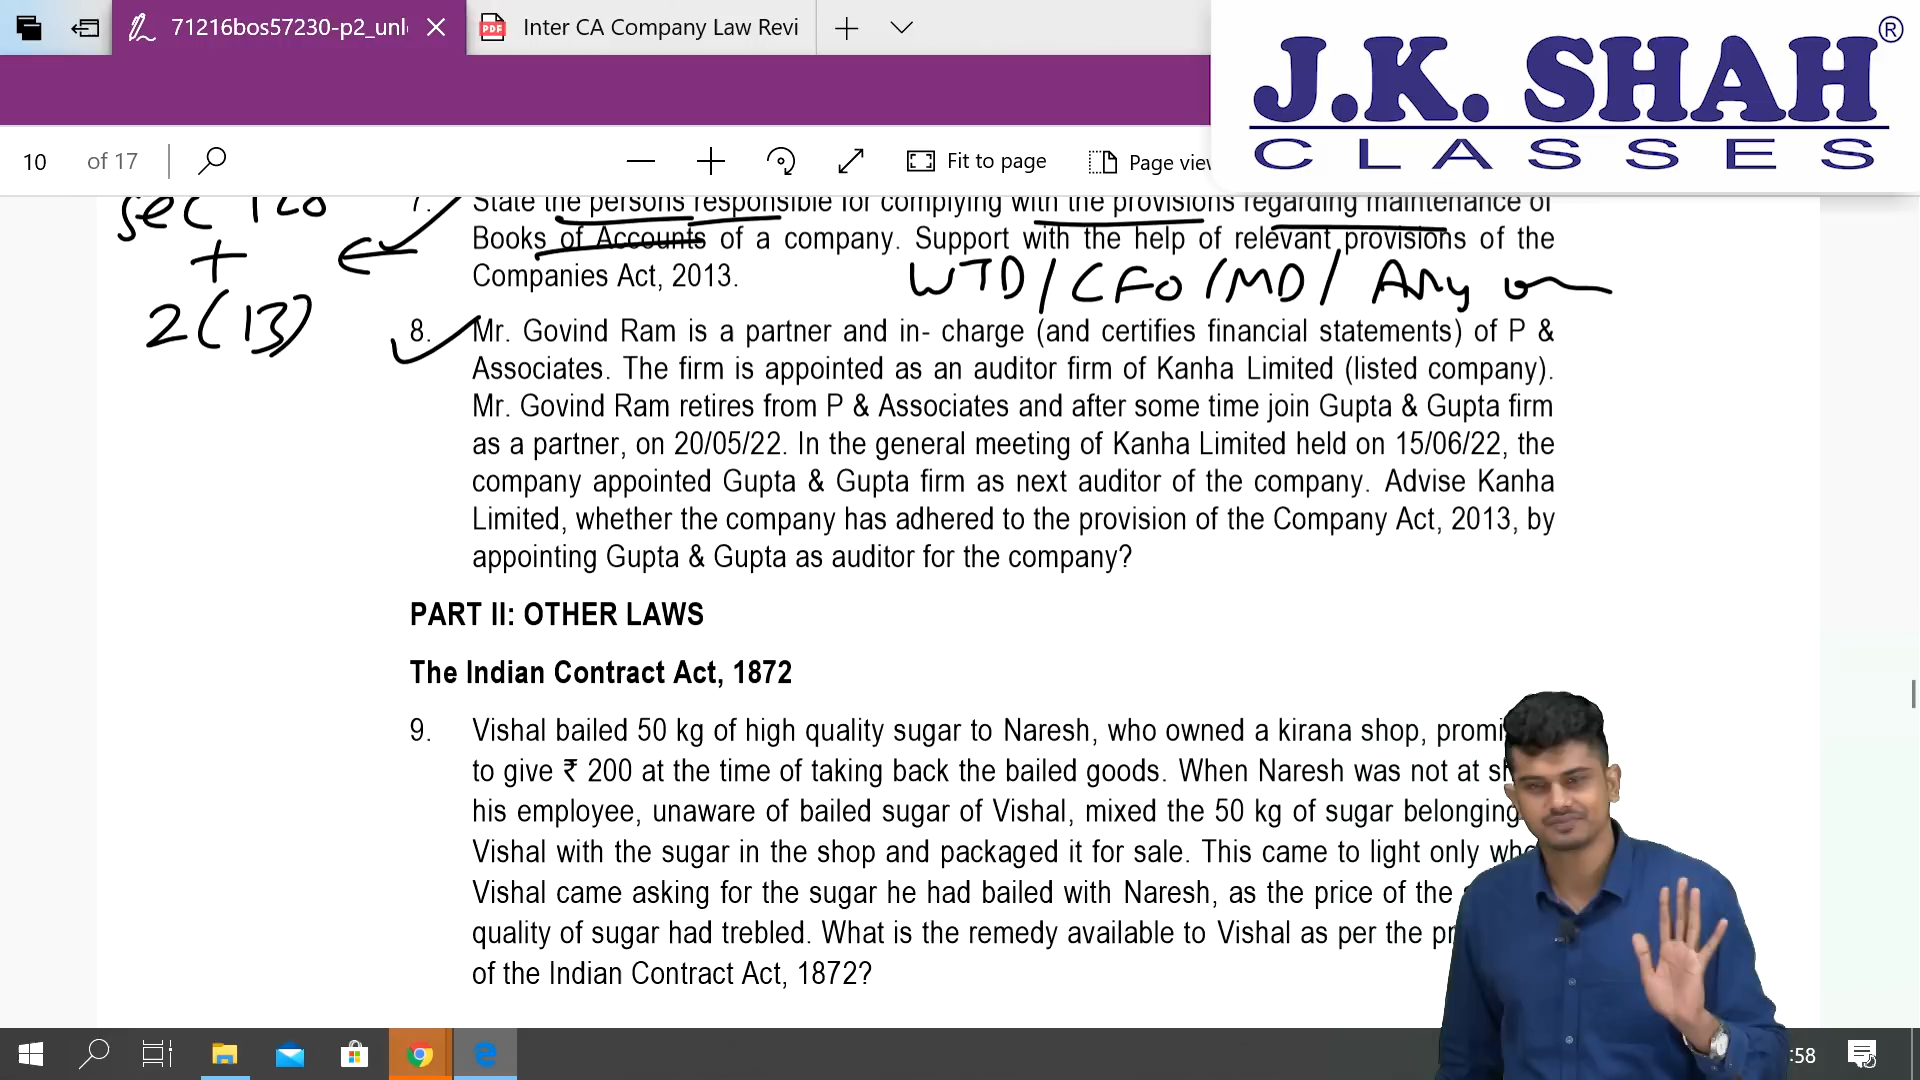 71216bos57230-p2_unl
Inter CA Company Law Revi
J.K. SHAH ®
CLASSES
10 of 17
Fit to page
Page view
sec 128
+
2(13)
7. State the persons responsible for complying with the provisions regarding maintenance of
Books of Accounts of a company. Support with the help of relevant provisions of the
Companies Act, 2013.
WTD / CFO / MD / Any
8. Mr. Govind Ram is a partner and in- charge (and certifies financial statements) of P &
Associates. The firm is appointed as an auditor firm of Kanha Limited (listed company).
Mr. Govind Ram retires from P & Associates and after some time join Gupta & Gupta firm
as a partner, on 20/05/22. In the general meeting of Kanha Limited held on 15/06/22, the
company appointed Gupta & Gupta firm as next auditor of the company. Advise Kanha
Limited, whether the company has adhered to the provision of the Company Act, 2013, by
appointing Gupta & Gupta as auditor for the company?
PART II: OTHER LAWS
The Indian Contract Act, 1872
9. Vishal bailed 50 kg of high quality sugar to Naresh, who owned a kirana shop, promi
to give ₹ 200 at the time of taking back the bailed goods. When Naresh was not at s
his employee, unaware of bailed sugar of Vishal, mixed the 50 kg of sugar belonging
Vishal with the sugar in the shop and packaged it for sale. This came to light only whe
Vishal came asking for the sugar he had bailed with Naresh, as the price of the
quality of sugar had trebled. What is the remedy available to Vishal as per the pr
of the Indian Contract Act, 1872?
:58